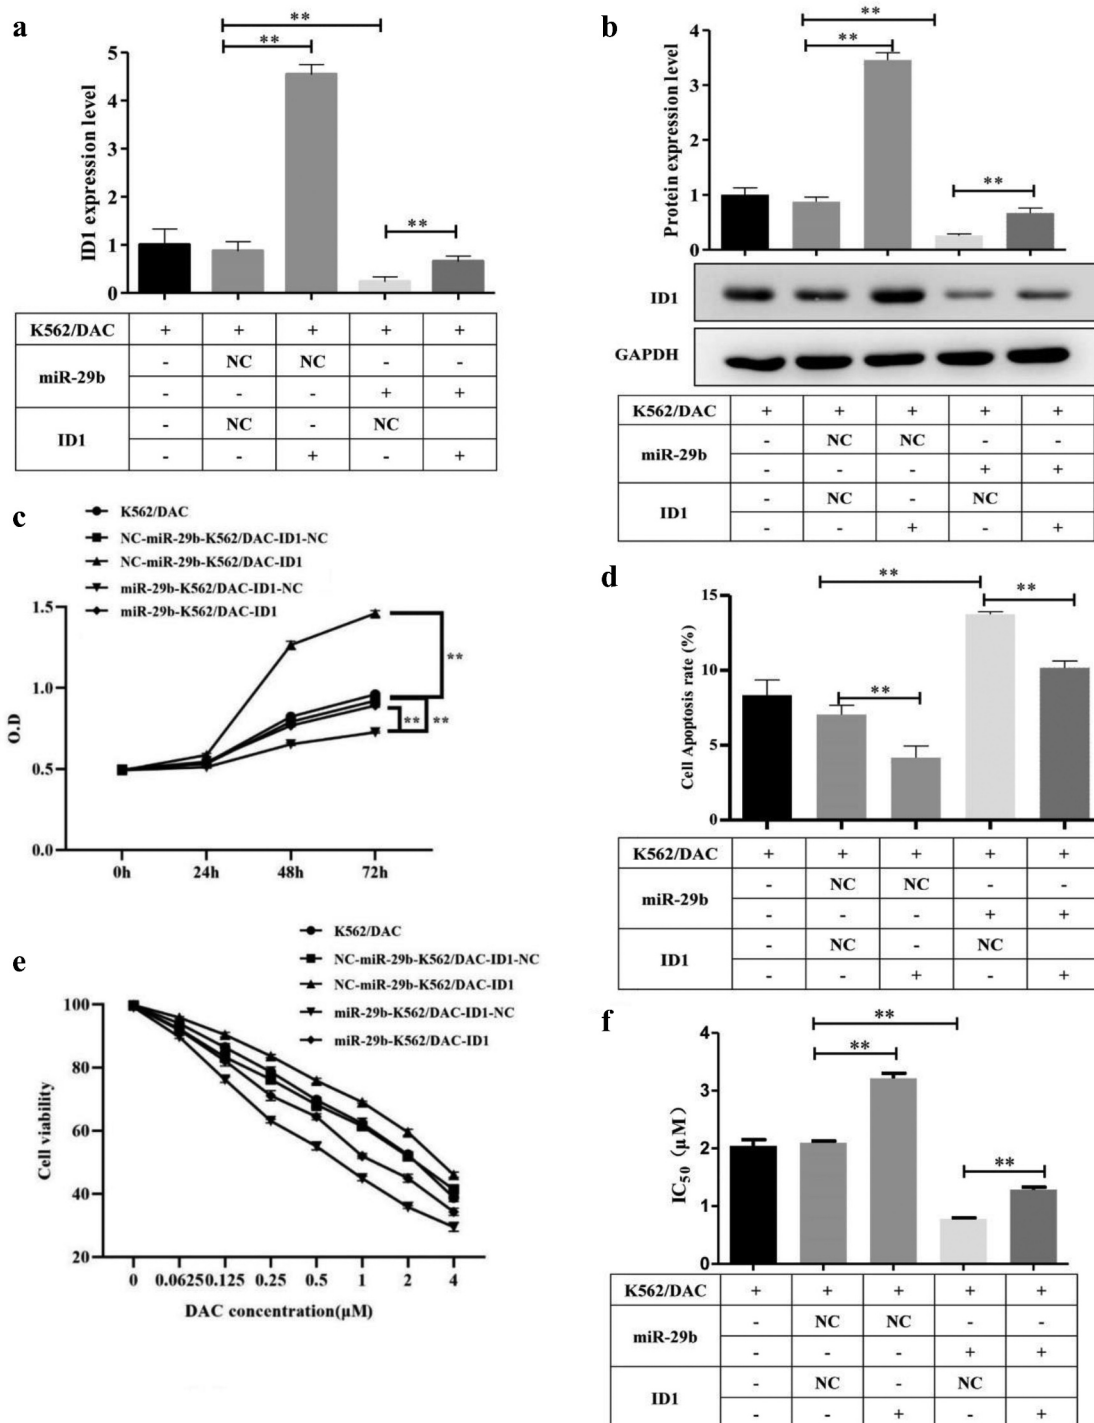 a
**
**
**
ID1 expression level
5
4
3
2
1
0
K562/DAC + + + + +
miR-29b - NC NC - -
- - - + +
ID1 - NC - NC
- - + - +
b
**
**
**
Protein expression level
4
3
2
1
0
ID1
GAPDH
K562/DAC + + + + +
miR-29b - NC NC - -
- - - + +
ID1 - NC - NC
- - + - +
c
K562/DAC
NC-miR-29b-K562/DAC-ID1-NC
NC-miR-29b-K562/DAC-ID1
miR-29b-K562/DAC-ID1-NC
miR-29b-K562/DAC-ID1
O.D
1.5
1.0
0.5
0.0
**
** **
0h 24h 48h 72h
d
**
**
**
Cell Apoptosis rate (%)
15
10
5
0
K562/DAC + + + + +
miR-29b - NC NC - -
- - - + +
ID1 - NC - NC
- - + - +
e
K562/DAC
NC-miR-29b-K562/DAC-ID1-NC
NC-miR-29b-K562/DAC-ID1
miR-29b-K562/DAC-ID1-NC
miR-29b-K562/DAC-ID1
Cell viability
100
80
60
40
20
0 0.0625 0.125 0.25 0.5 1 2 4
DAC concentration(μM)
f
**
**
**
IC50 (μM)
4
3
2
1
0
K562/DAC + + + + +
miR-29b - NC NC - -
- - - + +
ID1 - NC - NC
- - + - +